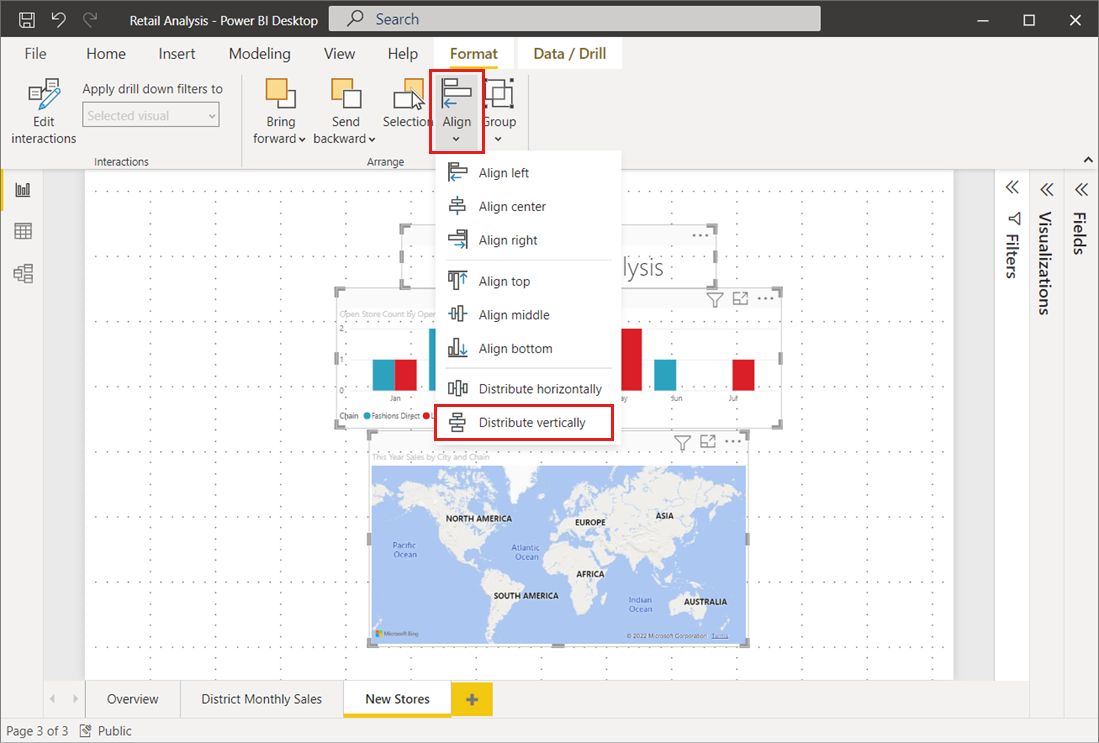 Retail Analysis - Power BI Desktop
Search
File Home Insert Modeling View Help Format Data / Drill
Edit interactions
Apply drill down filters to
Selected visual
Interactions
Bring forward
Send backward
Selection
Align
Group
Arrange
Align left
Align center
Align right
Align top
Align middle
Align bottom
Distribute horizontally
Distribute vertically
Filters
Visualizations
Fields
lysis
Open Store Count by Oper
2
1
0
Jan
ay
Jun
Jul
Chain Fashions Direct L
This Year Sales by City and Chain
NORTH AMERICA
EUROPE
ASIA
Pacific
Ocean
Atlantic
Ocean
AFRICA
SOUTH AMERICA
Indian
Ocean
AUSTRALIA
Microsoft Bing
© 2022 Microsoft Corporation Terms
Overview District Monthly Sales New Stores +
Page 3 of 3 Public